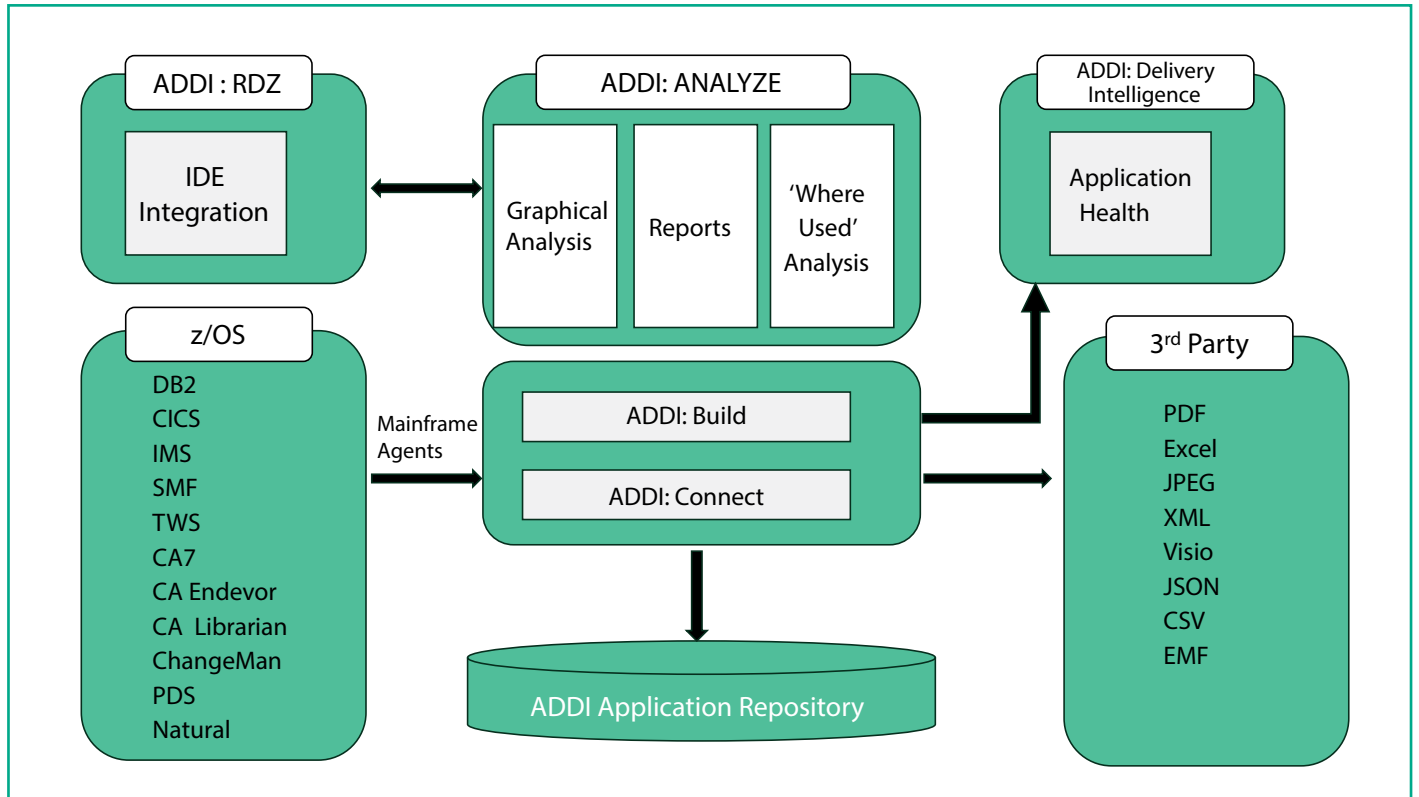 ADDI : RDZ
IDE
Integration
ADDI: ANALYZE
Graphical
Analysis
Reports
‘Where
Used’
Analysis
ADDI: Delivery
Intelligence
Application
Health
z/OS
DB2
CICS
IMS
SMF
TWS
CA7
CA Endevor
CA Librarian
ChangeMan
PDS
Natural
Mainframe
Agents
ADDI: Build
ADDI: Connect
ADDI Application Repository
3rd Party
PDF
Excel
JPEG
XML
Visio
JSON
CSV
EMF